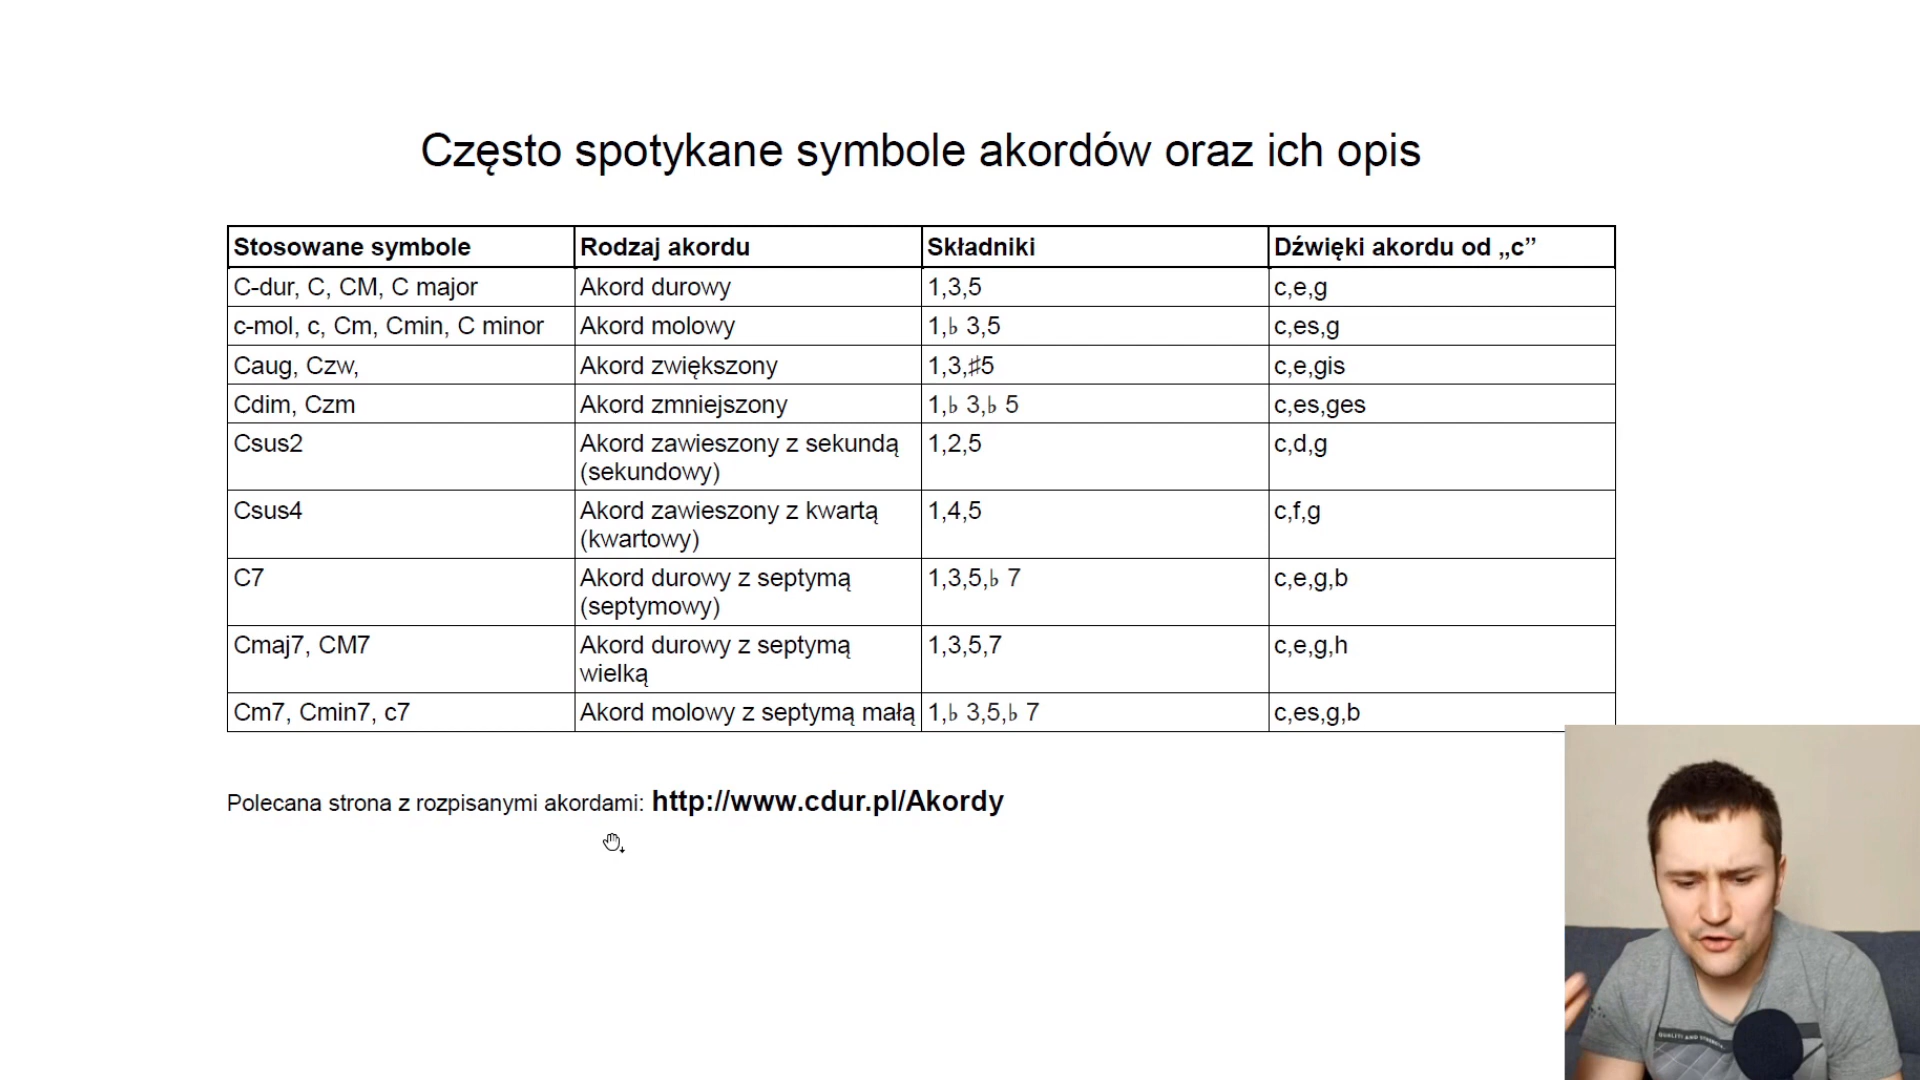 Często spotykane symbole akordów oraz ich opis
Stosowane symbole Rodzaj akordu Składniki Dźwięki akordu od „c”
C-dur, C, CM, C major Akord durowy 1,3,5 c,e,g
c-mol, c, Cm, Cmin, C minor Akord molowy 1,♭ 3,5 c,es,g
Caug, Czw, Akord zwiększony 1,3,♯5 c,e,gis
Cdim, Czm Akord zmniejszony 1,♭ 3,♭ 5 c,es,ges
Csus2 Akord zawieszony z sekundą 1,2,5 c,d,g
(sekundowy)
Csus4 Akord zawieszony z kwartą 1,4,5 c,f,g
(kwartowy)
C7 Akord durowy z septymą 1,3,5,♭ 7 c,e,g,b
(septymowy)
Cmaj7, CM7 Akord durowy z septymą 1,3,5,7 c,e,g,h
wielką
Cm7, Cmin7, c7 Akord molowy z septymą małą 1,♭ 3,5,♭ 7 c,es,g,b
Polecana strona z rozpisanymi akordami: http://www.cdur.pl/Akordy